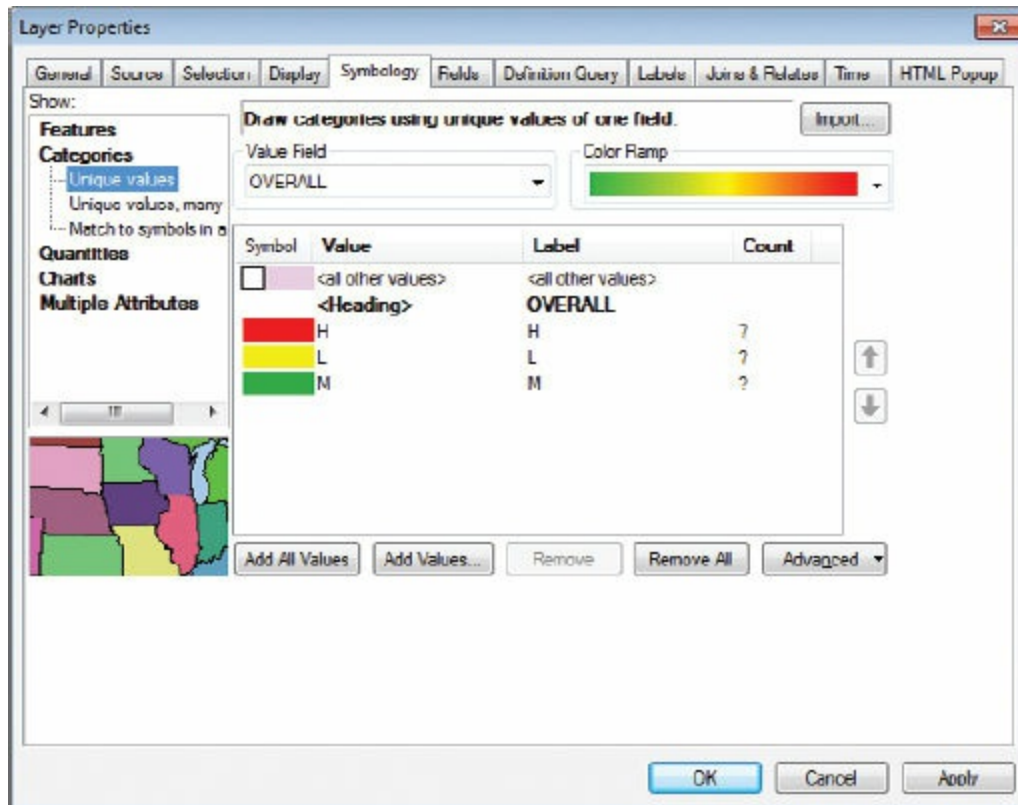 Layer Properties
General Source Selection Display Symbology Fields Definition Query Labels Joins & Relates Time HTML Popup
Show:
Features
Categories
Unique values
Unique values, many
Match to symbols in a
Quantities
Charts
Multiple Attributes
Draw categories using unique values of one field.
Import...
Value Field
OVERALL
Color Ramp
Symbol Value Label Count
<all other values> <all other values>
<Heading> OVERALL
H H ?
L L ?
M M ?
Add All Values Add Values... Remove Remove All Advanced
OK Cancel Apply